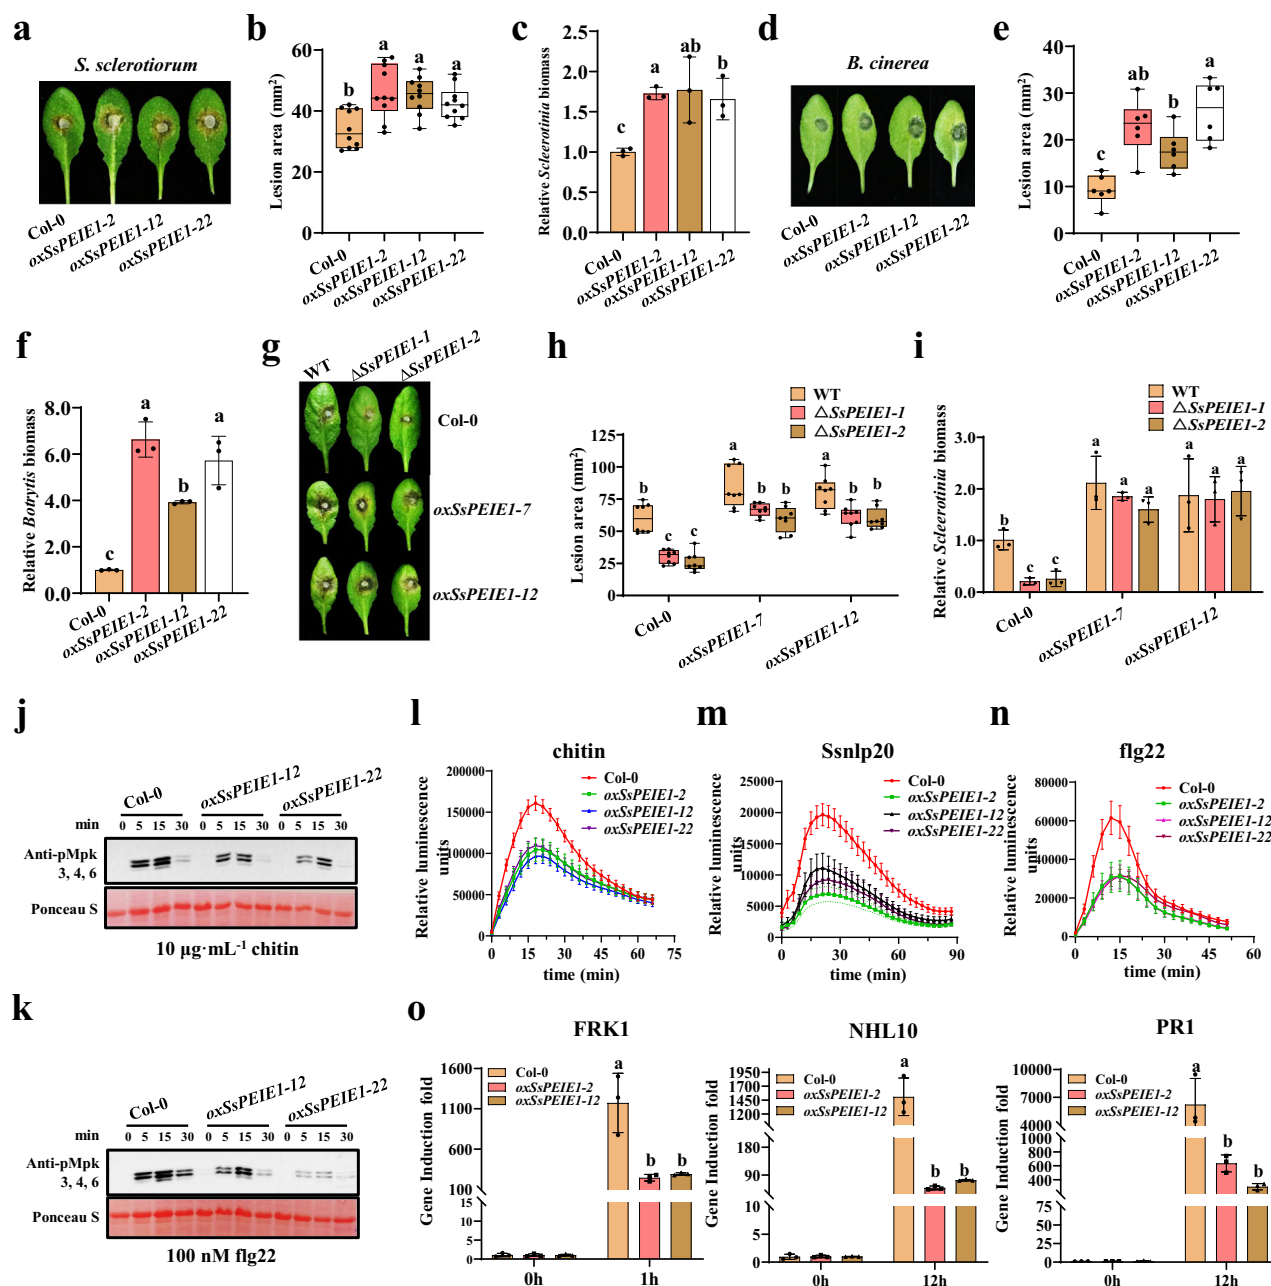 a
S. sclerotiorum
Col-0
oxSsPEIE1-2
oxSsPEIE1-12
oxSsPEIE1-22
b
Lesion area (mm²)
60
40
20
0
b
a
a
a
Col-0
oxSsPEIE1-2
oxSsPEIE1-12
oxSsPEIE1-22
c
Relative Scleerotinia biomass
2.5
2.0
1.5
1.0
0.5
0.0
c
a
ab
b
Col-0
oxSsPEIE1-2
oxSsPEIE1-12
oxSsPEIE1-22
d
B. cinerea
Col-0
oxSsPEIE1-2
oxSsPEIE1-12
oxSsPEIE1-22
e
Lesion area (mm²)
40
30
20
10
0
c
ab
b
a
Col-0
oxSsPEIE1-2
oxSsPEIE1-12
oxSsPEIE1-22
f
Relative Botrytis biomass
8.0
6.0
4.0
2.0
0.0
c
a
b
a
Col-0
oxSsPEIE1-2
oxSsPEIE1-12
oxSsPEIE1-22
g
WT
ΔSsPEIE1-1
ΔSsPEIE1-2
Col-0
oxSsPEIE1-7
oxSsPEIE1-12
h
WT
△SsPEIE1-1
△SsPEIE1-2
Lesion area (mm²)
125
100
75
50
25
0
b
c
c
a
b
b
a
b
b
Col-0
oxSsPEIE1-7
oxSsPEIE1-12
i
WT
△SsPEIE1-1
△SsPEIE1-2
Relative Scleerotinia biomass
3.0
2.0
1.0
0.0
b
c
c
a
a
a
a
a
a
Col-0
oxSsPEIE1-7
oxSsPEIE1-12
j
Col-0
oxSsPEIE1-12
oxSsPEIE1-22
min 0 5 15 30 0 5 15 30 0 5 15 30
Anti-pMpk
3, 4, 6
Ponceau S
10 µg·mL⁻¹ chitin
k
Col-0
oxSsPEIE1-12
oxSsPEIE1-22
min 0 5 15 30 0 5 15 30 0 5 15 30
Anti-pMpk
3, 4, 6
Ponceau S
100 nM flg22
l
chitin
Relative luminescence
units
200000
150000
100000
50000
0
Col-0
oxSsPEIE1-2
oxSsPEIE1-12
oxSsPEIE1-22
0 15 30 45 60 75
time (min)
m
Ssnlp20
Relative luminescence
units
25000
20000
15000
10000
5000
0
Col-0
oxSsPEIE1-2
oxSsPEIE1-12
oxSsPEIE1-22
0 30 60 90
time (min)
n
flg22
Relative luminescence
units
80000
60000
40000
20000
0
Col-0
oxSsPEIE1-2
oxSsPEIE1-12
oxSsPEIE1-22
0 15 30 45 60
time (min)
o
FRK1
Gene Induction fold
1600
1100
600
100
15
10
5
0
Col-0
oxSsPEIE1-2
oxSsPEIE1-12
a
b
b
0h
1h
NHL10
Gene Induction fold
1950
1700
1450
1200
180
90
10
5
0
Col-0
oxSsPEIE1-2
oxSsPEIE1-12
a
b
b
0h
12h
PR1
Gene Induction fold
10000
8000
6000
4000
1000
800
600
400
200
75
50
25
0
Col-0
oxSsPEIE1-2
oxSsPEIE1-12
a
b
b
0h
12h